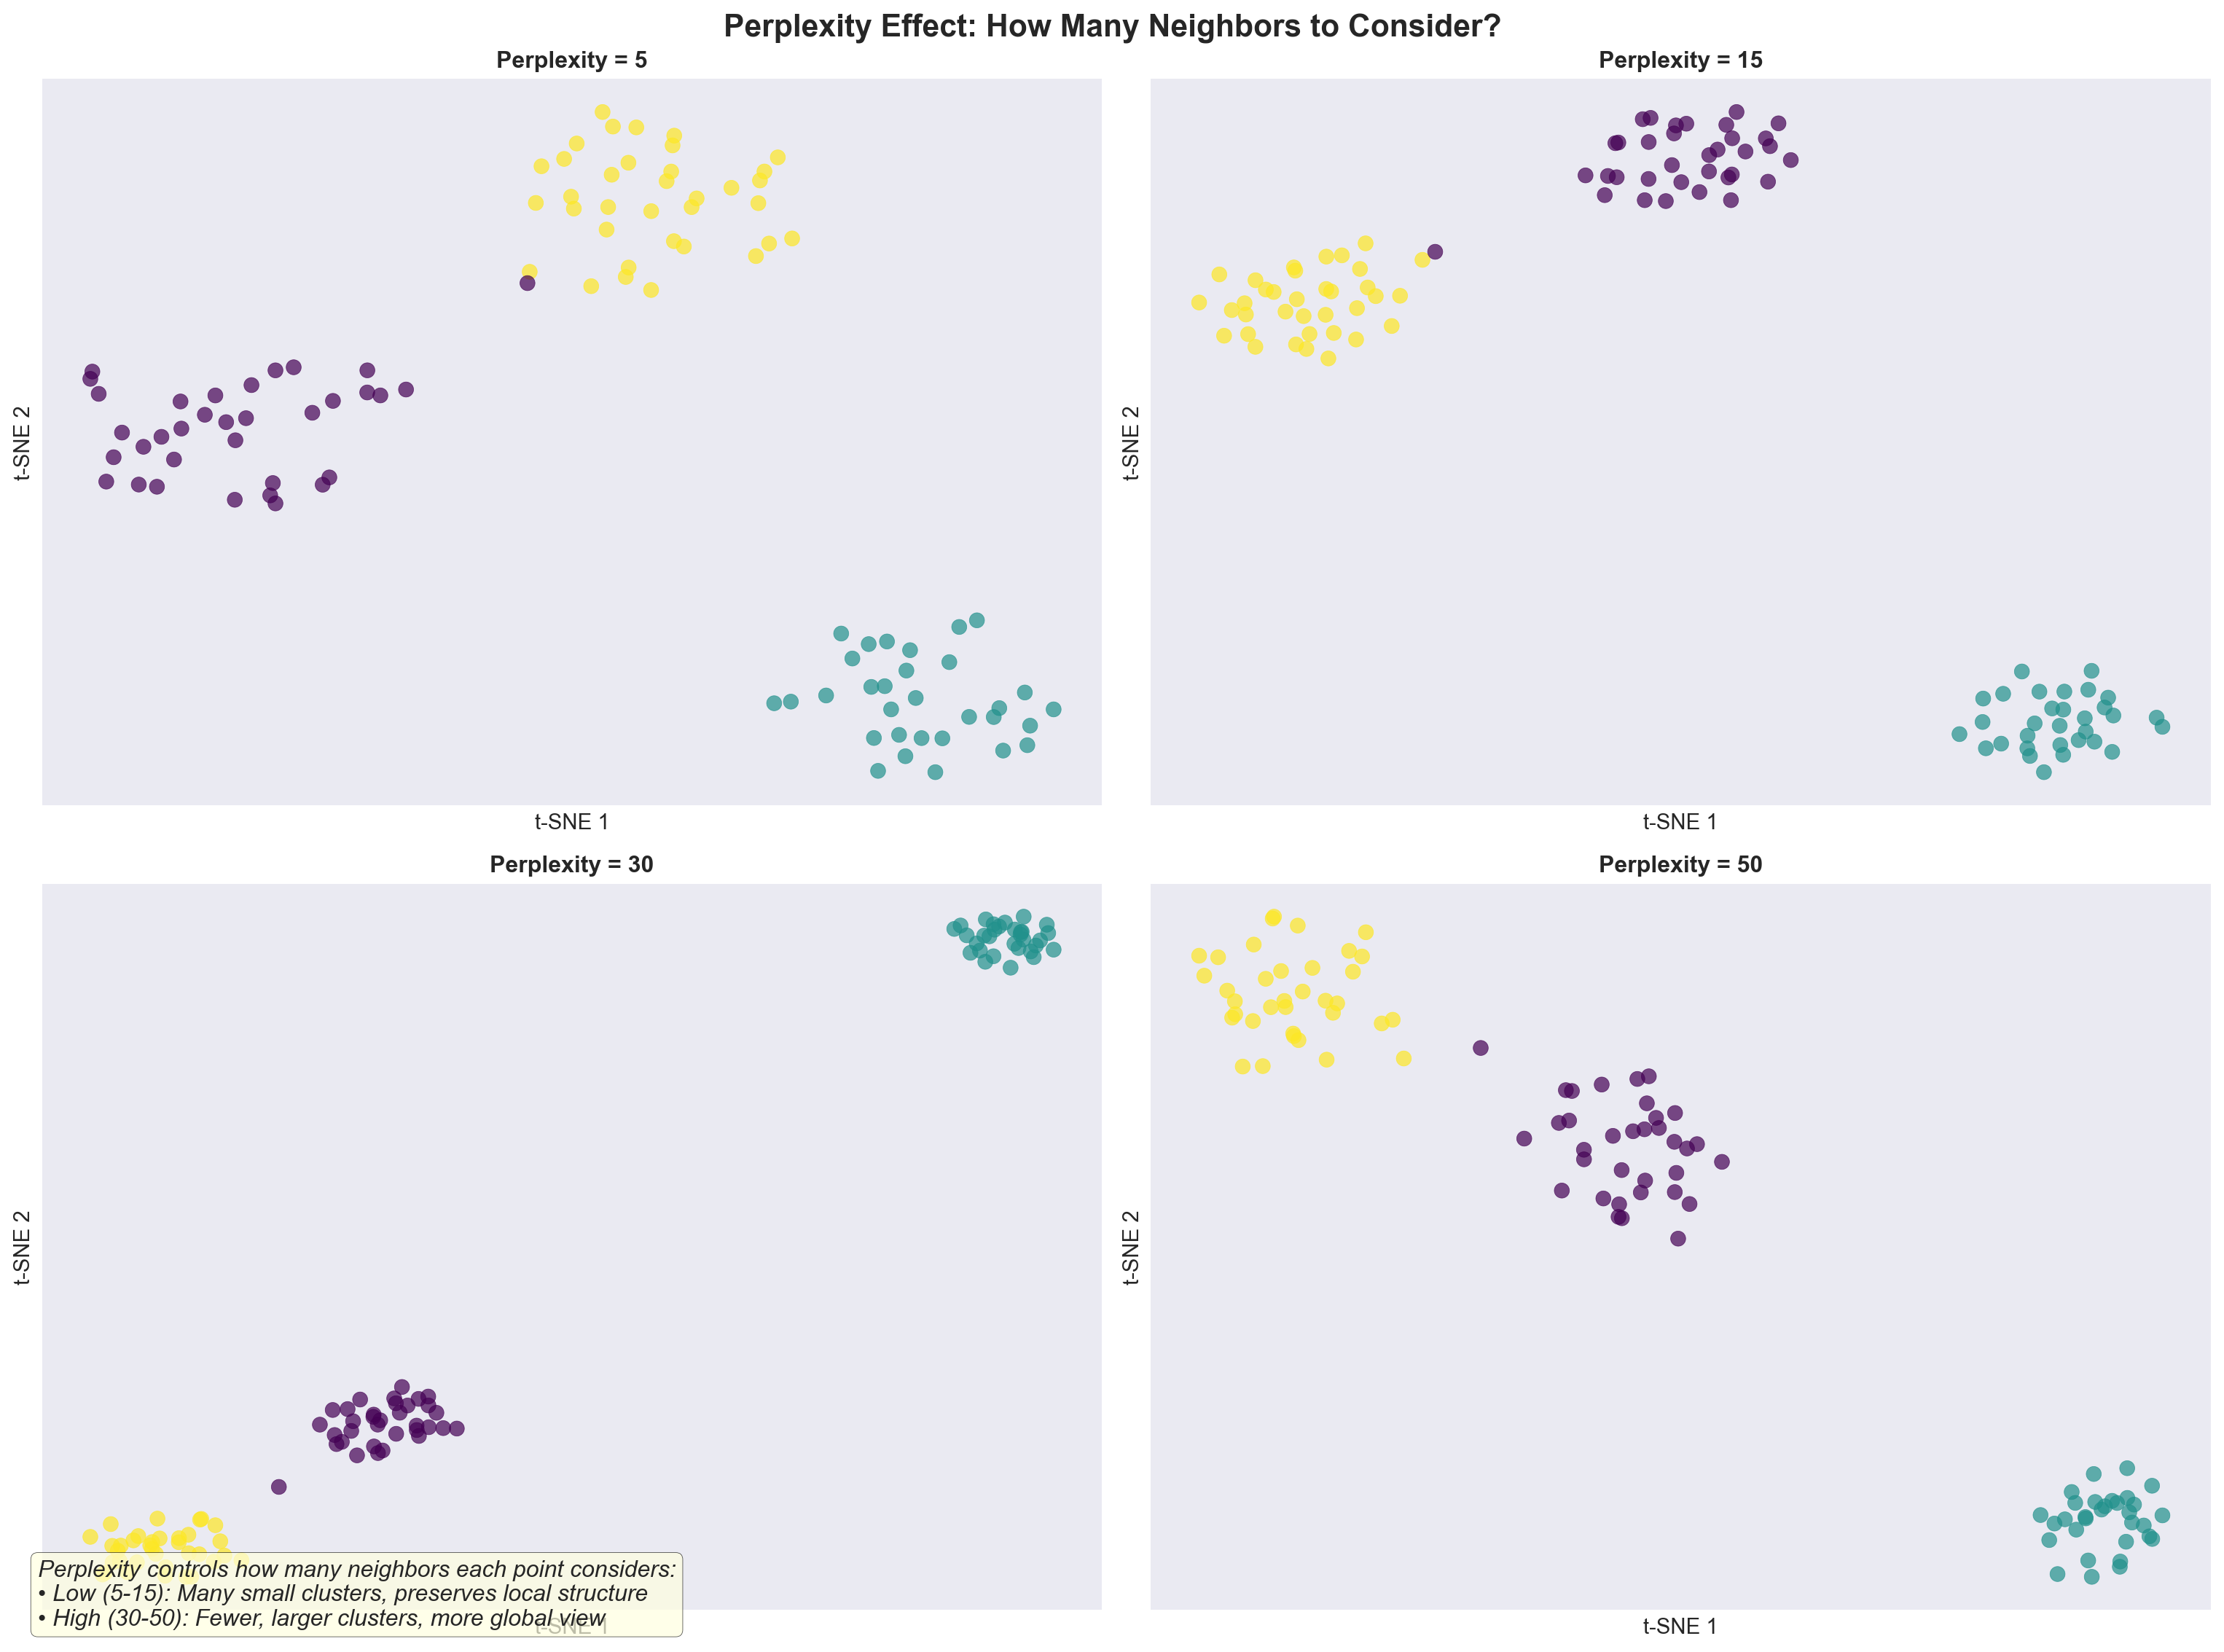 Perplexity Effect: How Many Neighbors to Consider?
Perplexity = 5
Perplexity = 15
t-SNE 2
t-SNE 2
t-SNE 1
t-SNE 1
Perplexity = 30
Perplexity = 50
t-SNE 2
t-SNE 2
Perplexity controls how many neighbors each point considers:
• Low (5-15): Many small clusters, preserves local structure
• High (30-50): Fewer, larger clusters, more global view
t-SNE 1
t-SNE 1